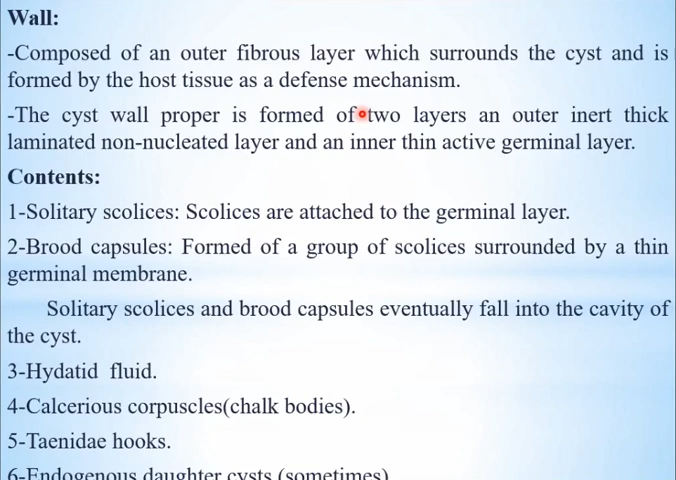 Wall:
-Composed of an outer fibrous layer which surrounds the cyst and is
formed by the host tissue as a defense mechanism.
-The cyst wall proper is formed of two layers an outer inert thick
laminated non-nucleated layer and an inner thin active germinal layer.
Contents:
1-Solitary scolices: Scolices are attached to the germinal layer.
2-Brood capsules: Formed of a group of scolices surrounded by a thin
germinal membrane.
Solitary scolices and brood capsules eventually fall into the cavity of
the cyst.
3-Hydatid fluid.
4-Calcerious corpuscles(chalk bodies).
5-Taenidae hooks.
6-Endogenous daughter cysts (sometimes)